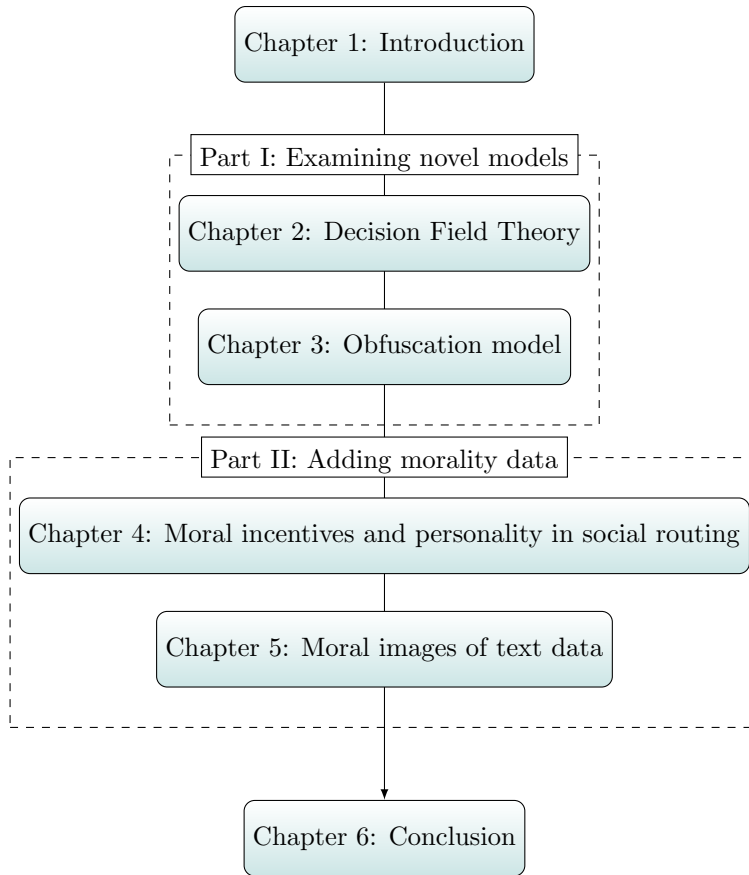 Chapter 1: Introduction
Part I: Examining novel models
Chapter 2: Decision Field Theory
Chapter 3: Obfuscation model
Part II: Adding morality data
Chapter 4: Moral incentives and personality in social routing
Chapter 5: Moral images of text data
Chapter 6: Conclusion